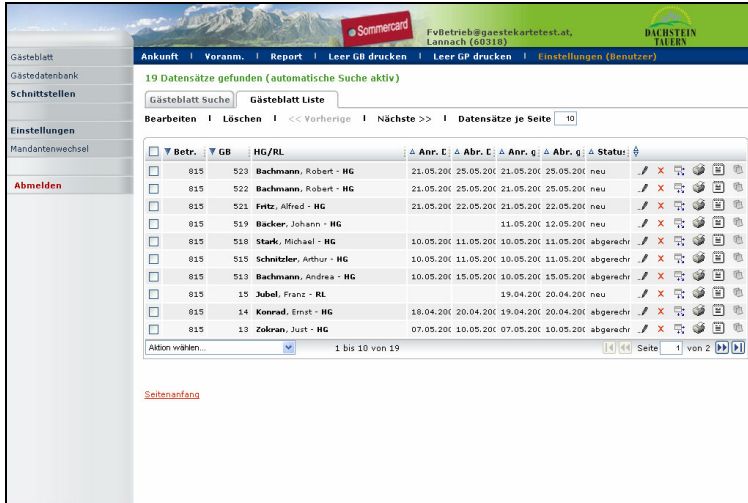 Sommercard
FvBetrieb@gaestekartetest.at,
Lannach (60318)
DACHSTEIN
TAUERN
Gästeblatt
Gästedatenbank
Schnittstellen
Einstellungen
Mandantenwechsel
Abmelden
Ankunft | Voranm. | Report | Leer GB drucken | Leer GP drucken | Einstellungen (Benutzer)
19 Datensätze gefunden (automatische Suche aktiv)
Gästeblatt Suche Gästeblatt Liste
Bearbeiten | Löschen | << Vorherige | Nächste >> | Datensätze je Seite 10
Betr. GB HG/RL Anr. D Abr. D Anr. g Abr. g Status
815 523 Bachmann, Robert - HG 21.05.200 25.05.200 21.05.200 25.05.200 neu
815 522 Bachmann, Robert - HG 21.05.200 25.05.200 21.05.200 25.05.200 neu
815 521 Fritz, Alfred - HG 21.05.200 22.05.200 21.05.200 22.05.200 neu
815 519 Bäcker, Johann - HG 11.05.200 12.05.200 neu
815 518 Stark, Michael - HG 10.05.200 11.05.200 10.05.200 11.05.200 abgerechr
815 515 Schnitzler, Arthur - HG 10.05.200 11.05.200 10.05.200 11.05.200 abgerechr
815 513 Bachmann, Andrea - HG 10.05.200 15.05.200 10.05.200 15.05.200 abgerechr
815 15 Jubel, Franz - RL 19.04.200 20.04.200 neu
815 14 Konrad, Ernst - HG 18.04.200 20.04.200 19.04.200 20.04.200 abgerechr
815 13 Zokran, Just - HG 07.05.200 10.05.200 07.05.200 10.05.200 abgerechr
Aktion wählen... 1 bis 10 von 19 Seite 1 von 2
Seitenanfang